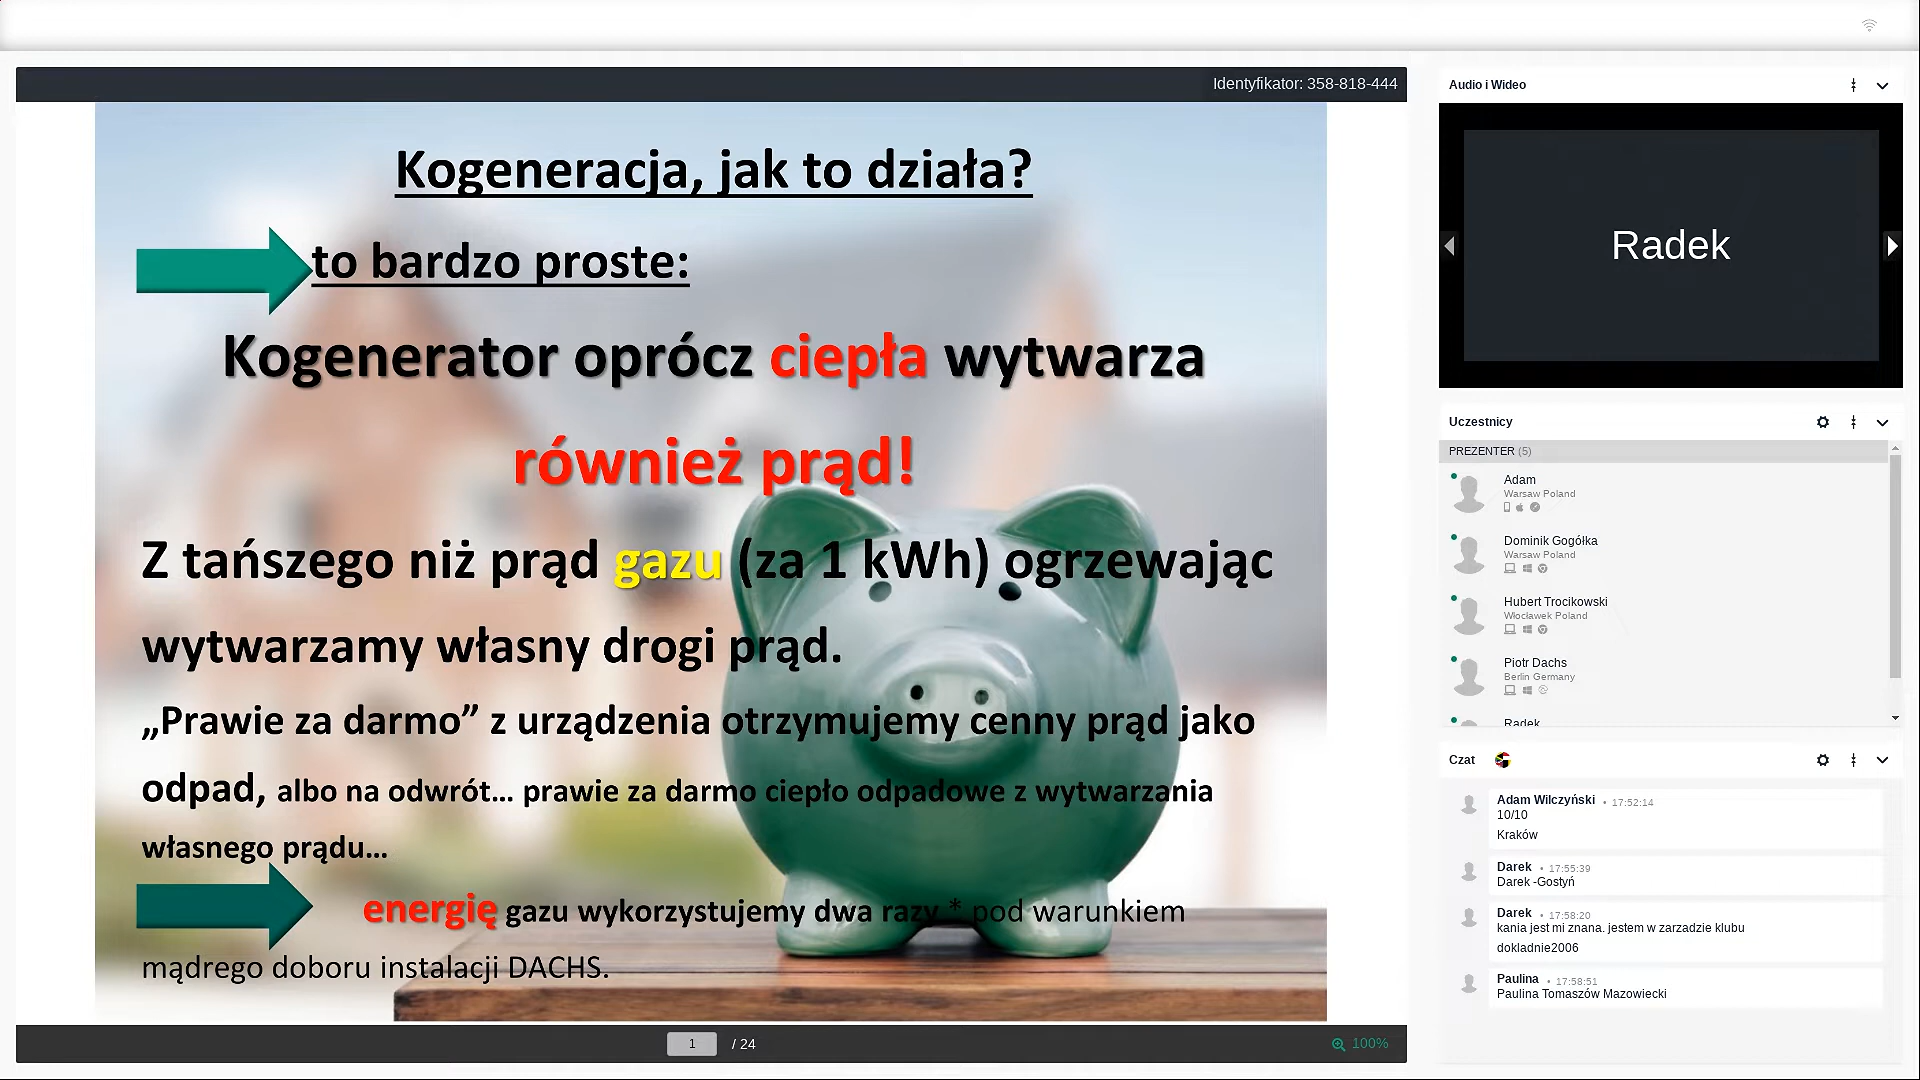 Identyfikator: 358-818-444
Kogeneracja, jak to działa?
to bardzo proste:
Kogenerator oprócz ciepła wytwarza
również prąd!
Z tańszego niż prąd gazu (za 1 kWh) ogrzewając
wytwarzamy własny drogi prąd.
„Prawie za darmo” z urządzenia otrzymujemy cenny prąd jako
odpad, albo na odwrót... prawie za darmo ciepło odpadowe z wytwarzania
własnego prądu...
energię gazu wykorzystujemy dwa razy * pod warunkiem
mądrego doboru instalacji DACHS.
1 / 24
100%
Audio i Wideo
Radek
Uczestnicy
PREZENTER (5)
Adam
Warsaw Poland
Dominik Gogółka
Warsaw Poland
Hubert Trocikowski
Włocławek Poland
Piotr Dachs
Berlin Germany
Radek
Czat
Adam Wilczyński • 17:52:14
10/10
Kraków
Darek • 17:55:39
Darek -Gostyń
Darek • 17:58:20
kania jest mi znana. jestem w zarzadzie klubu
dokladnie2006
Paulina • 17:58:51
Paulina Tomaszów Mazowiecki